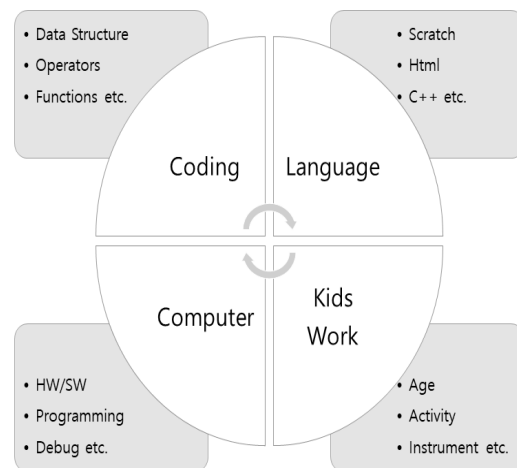 • Data Structure
• Operators
• Functions etc.
• Scratch
• Html
• C++ etc.
Coding
Language
Computer
Kids
Work
• HW/SW
• Programming
• Debug etc.
• Age
• Activity
• Instrument etc.